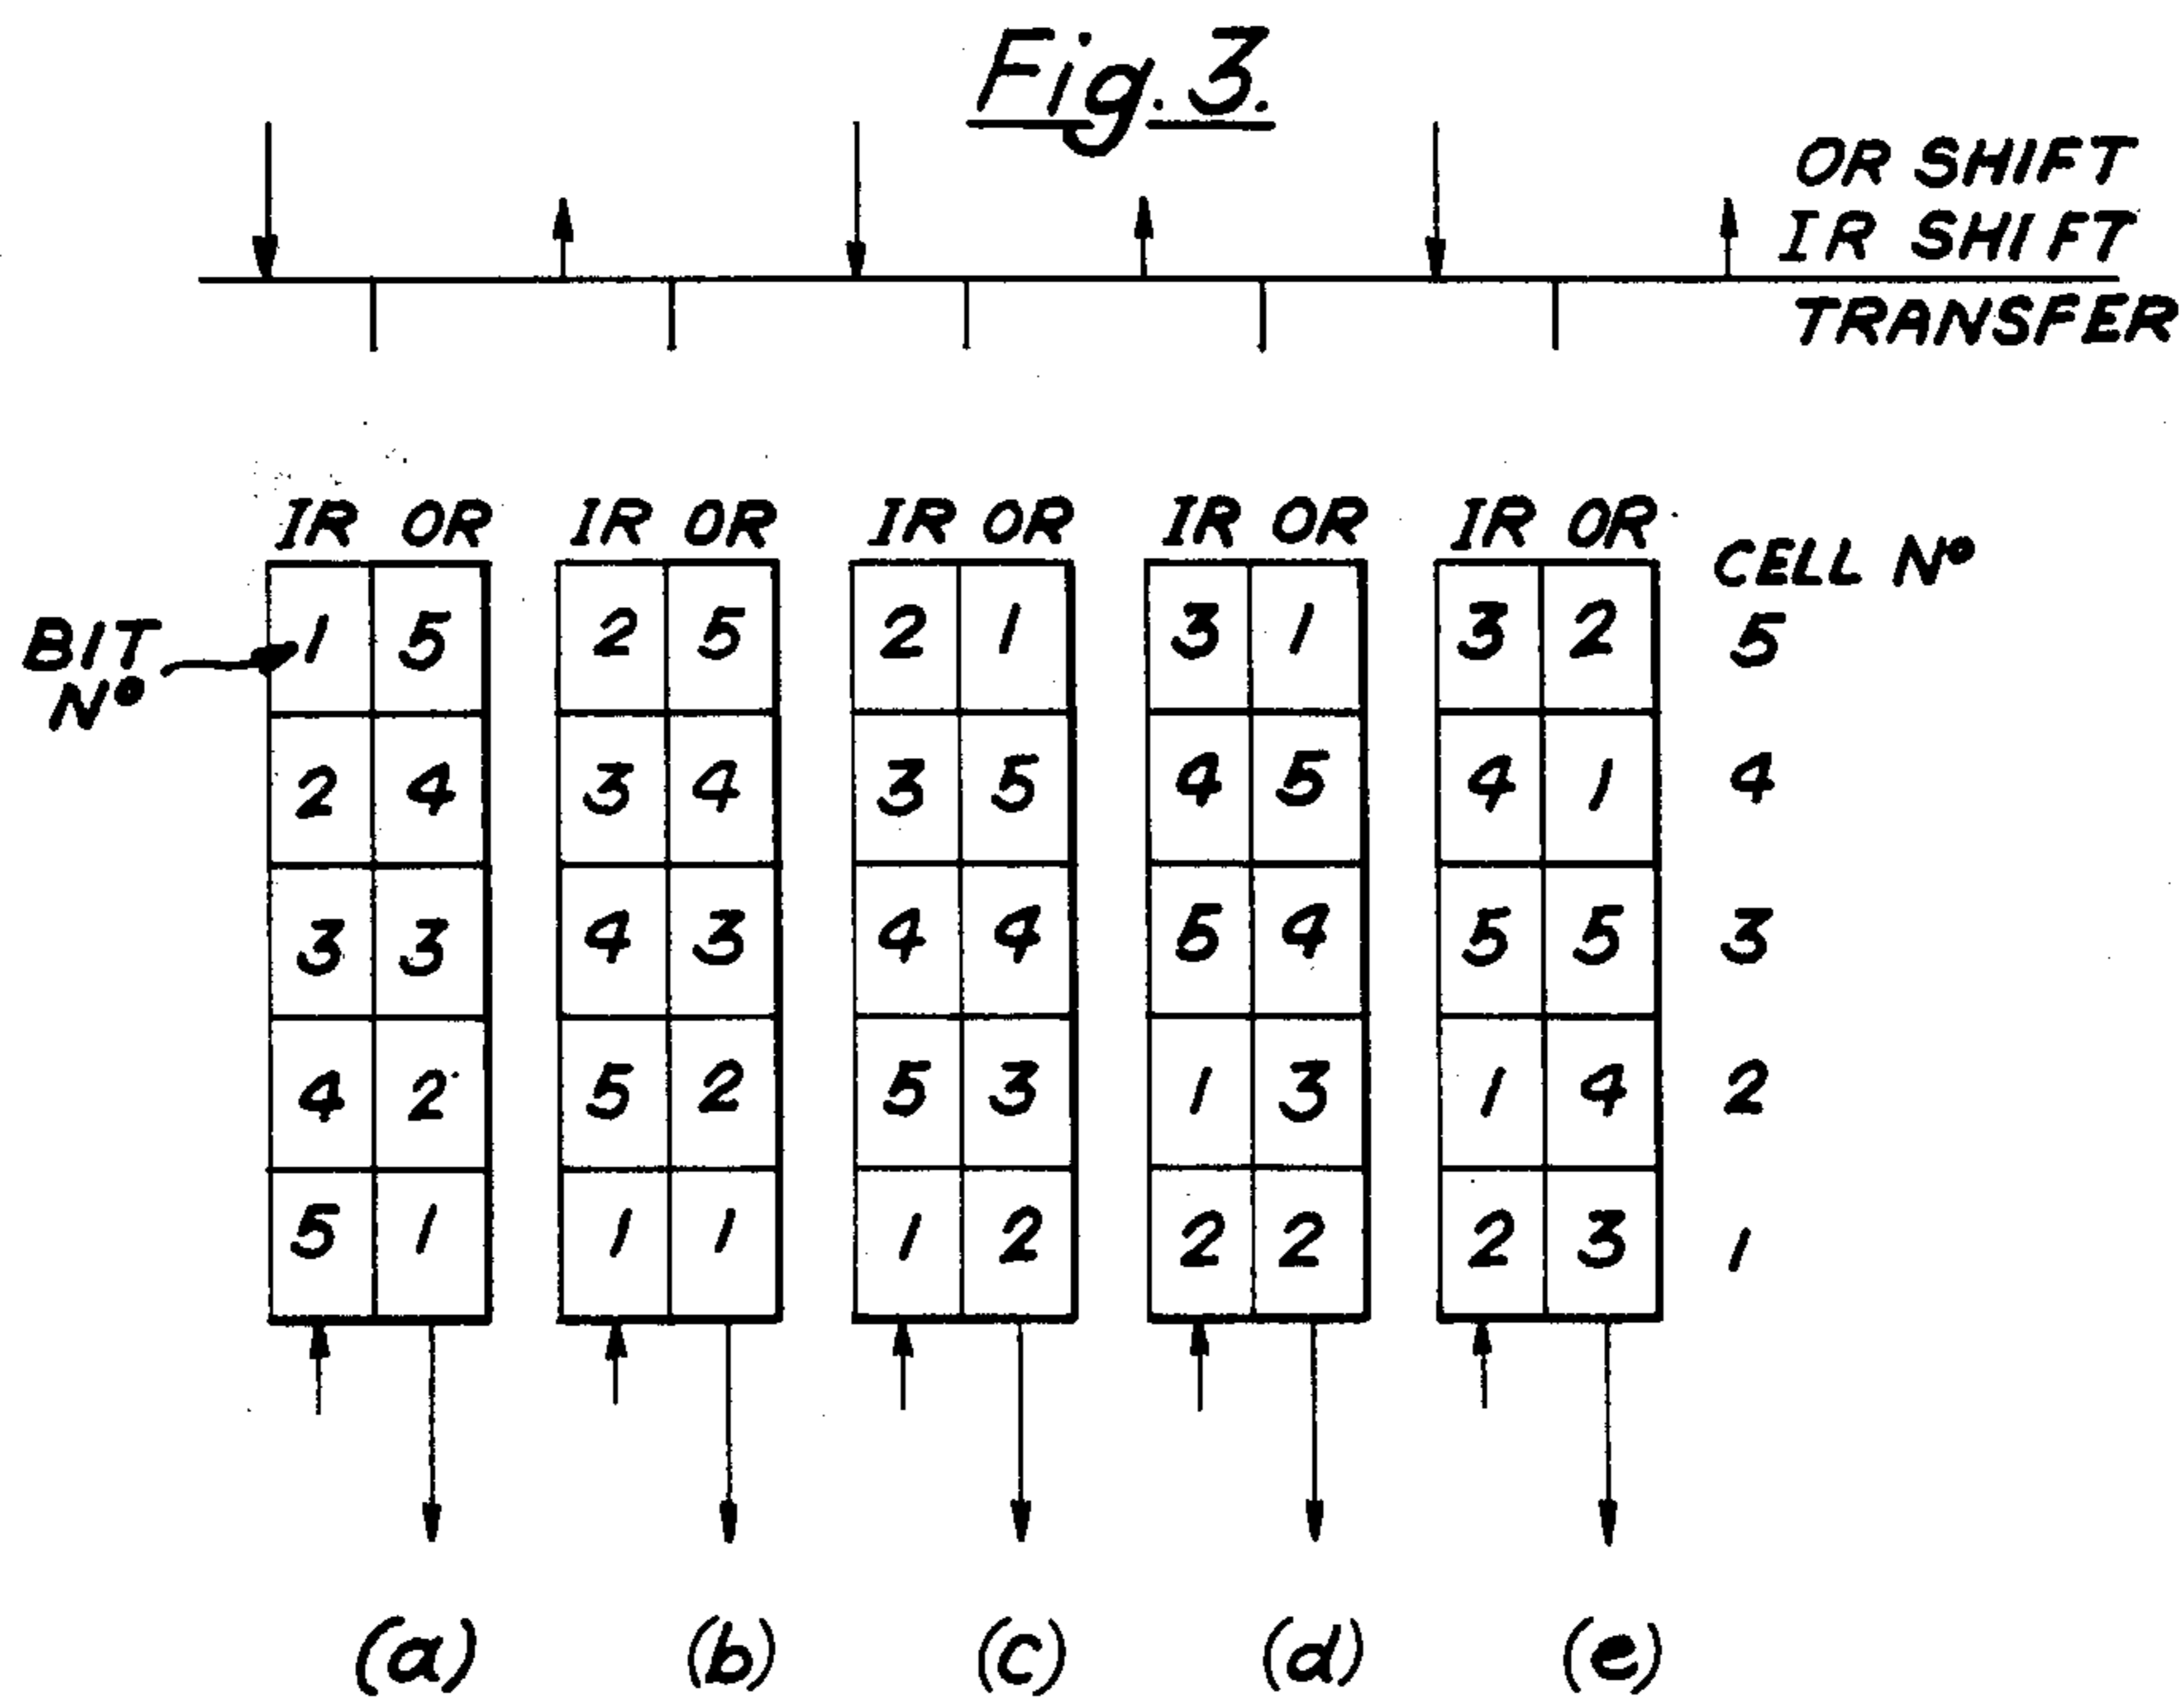 Fig. 3.
OR SHIFT
IR SHIFT
TRANSFER
IR OR IR OR IR OR IR OR IR OR
CELL Nº
BIT Nº
1 5 2 5 2 1 3 1 3 2 5
2 4 3 4 3 5 4 5 4 1 4
3 3 4 3 4 4 5 4 5 5 3
4 2 5 2 5 3 1 3 1 4 2
5 1 1 1 1 2 2 2 2 3 1
(a) (b) (c) (d) (e)